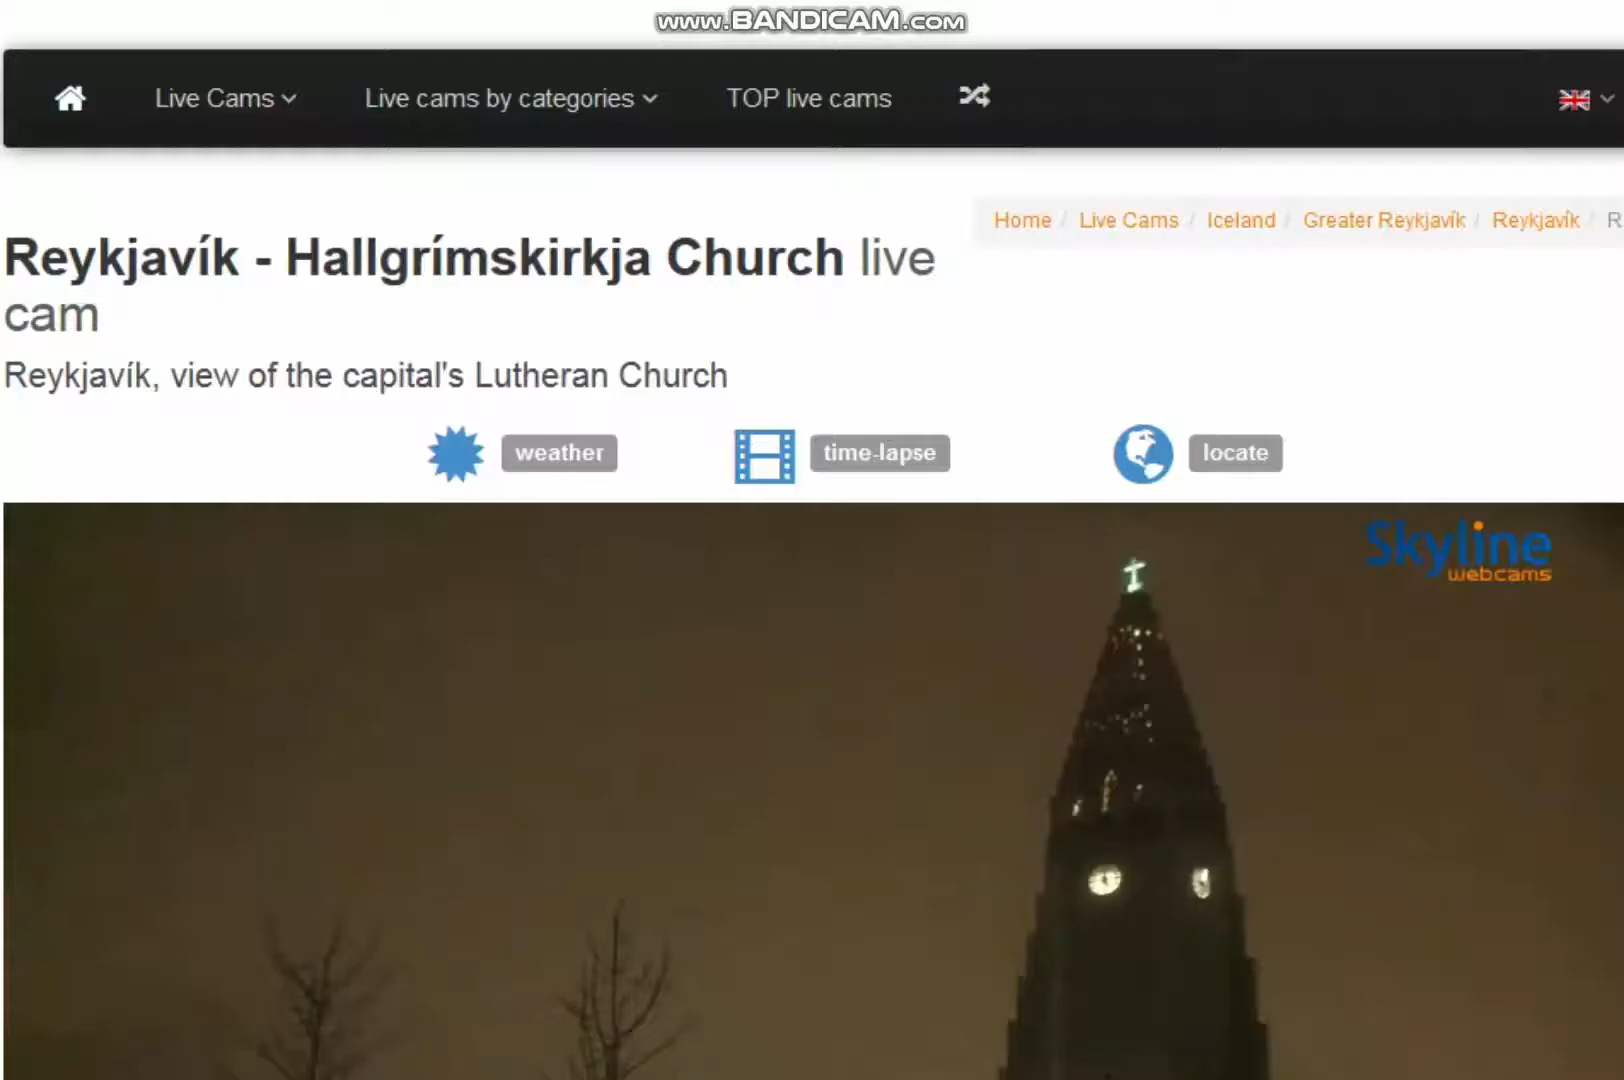 www.BANDICAM.com
Live Cams
Live cams by categories
TOP live cams
Home / Live Cams / Iceland / Greater Reykjavík / Reykjavík / R
Reykjavík - Hallgrímskirkja Church live
cam
Reykjavík, view of the capital's Lutheran Church
weather
time-lapse
locate
Skyline
webcams